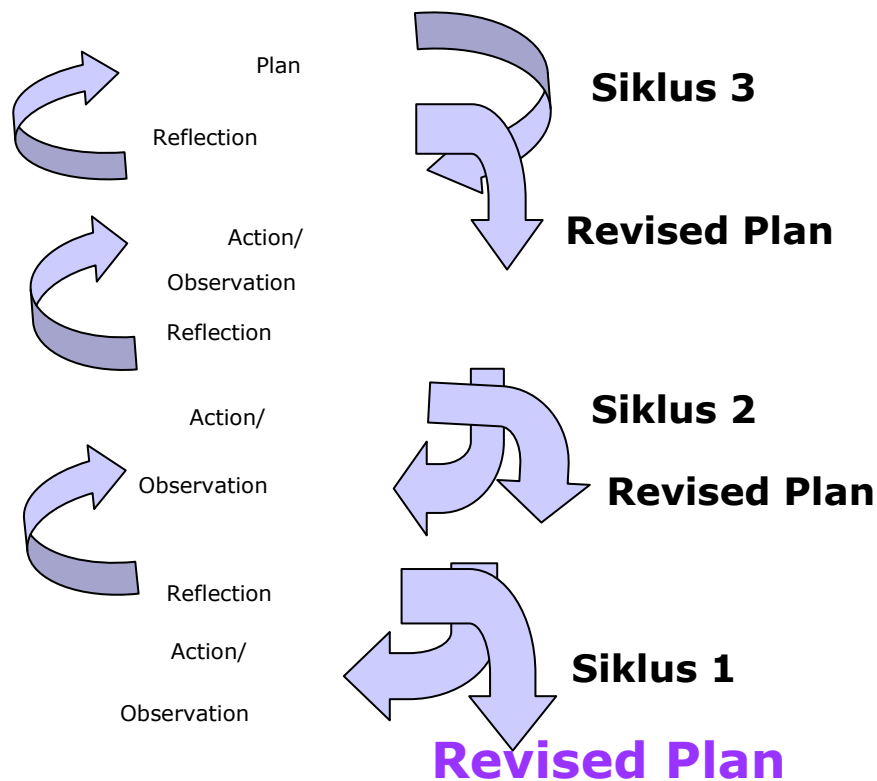 Plan
Siklus 3
Reflection
Revised Plan
Action/
Observation
Reflection
Siklus 2
Action/
Observation
Revised Plan
Reflection
Action/
Siklus 1
Observation
Revised Plan